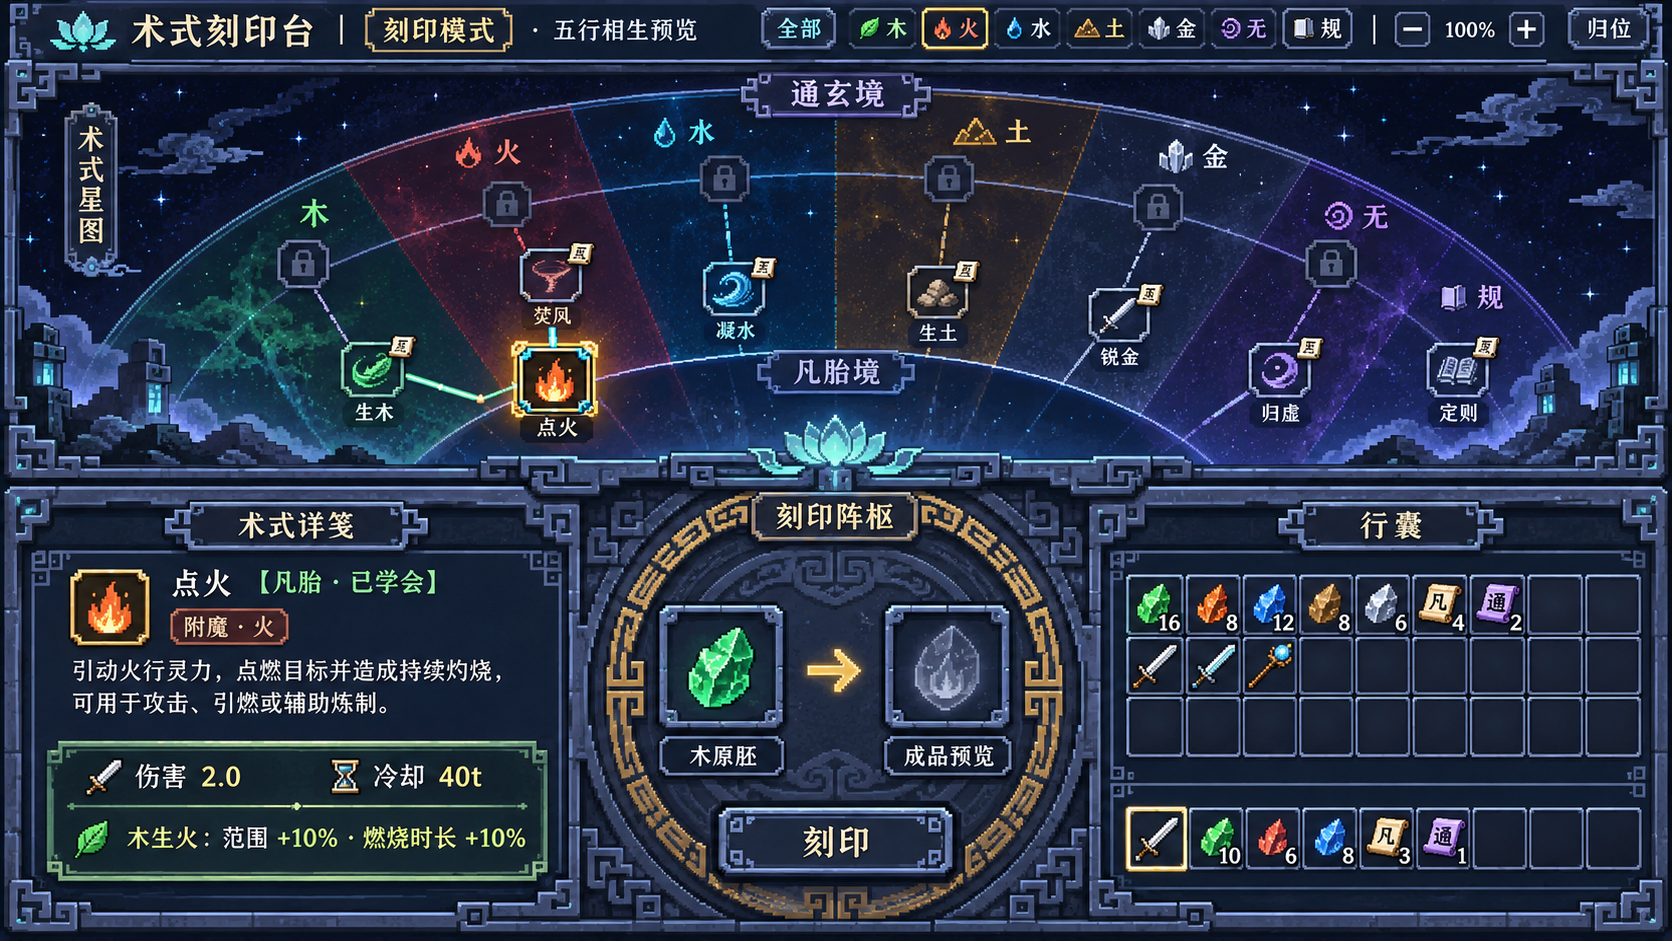 术式刻印台 | 刻印模式 · 五行相生预览
全部 木 火 水 土 金 无 规 | − 100% + 归位
术式星图
通玄境
木
火
水
土
金
无
规
焚风
凝水
生土
锐金
生木
点火
归虚
定则
凡胎境
术式详笺
点火 【凡胎 · 已学会】
附魔 · 火
引动火行灵力，点燃目标并造成持续灼烧，
可用于攻击、引燃或辅助炼制。
伤害 2.0 冷却 40t
木生火：范围 +10% · 燃烧时长 +10%
刻印阵枢
木原胚
成品预览
刻印
行囊
16 8 12 8 6 凡 4 通 2
10 6 8 凡 3 通 1